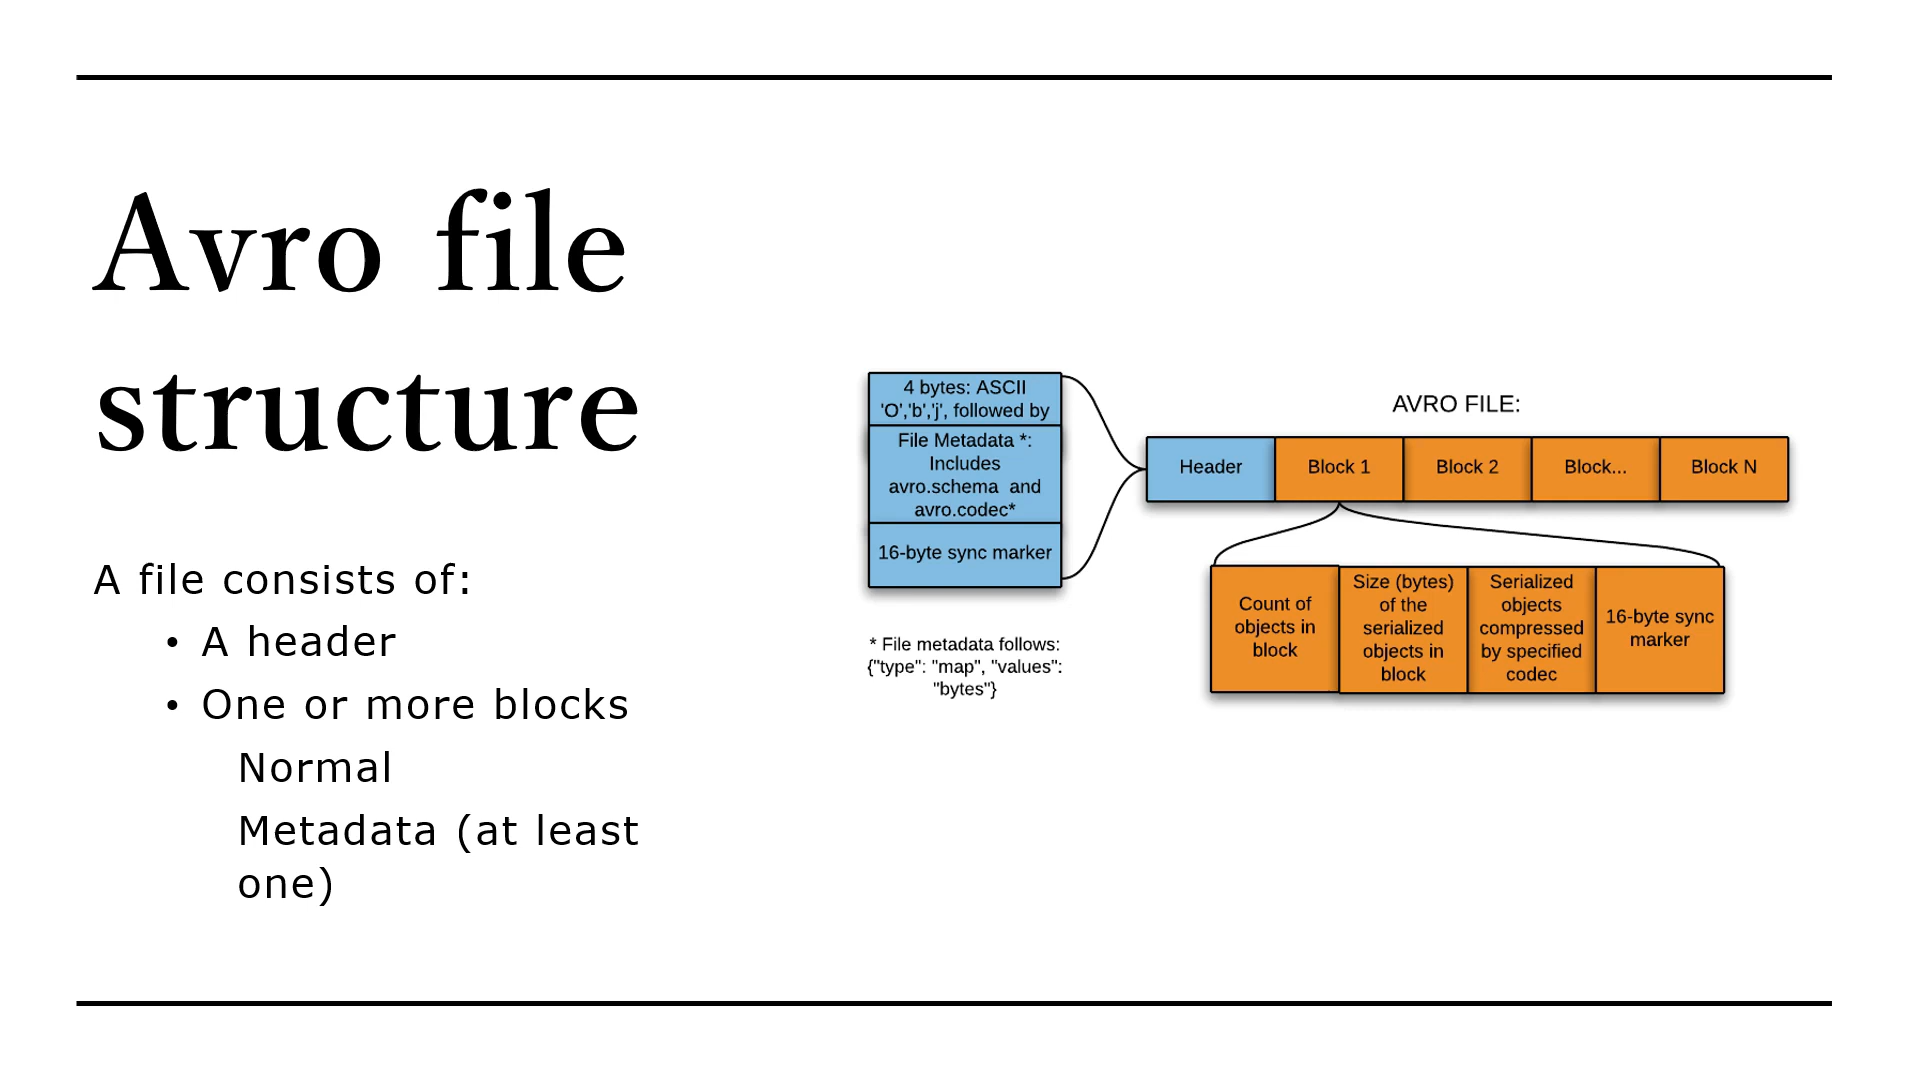 Avro file
structure
A file consists of:
• A header
• One or more blocks
Normal
Metadata (at least
one)
4 bytes: ASCII
'O','b','j', followed by
File Metadata *:
Includes
avro.schema  and
avro.codec*
16-byte sync marker
* File metadata follows:
{"type": "map", "values":
"bytes"}
AVRO FILE:
Header
Block 1
Block 2
Block...
Block N
Count of
objects in
block
Size (bytes)
of the
serialized
objects in
block
Serialized
objects
compressed
by specified
codec
16-byte sync
marker